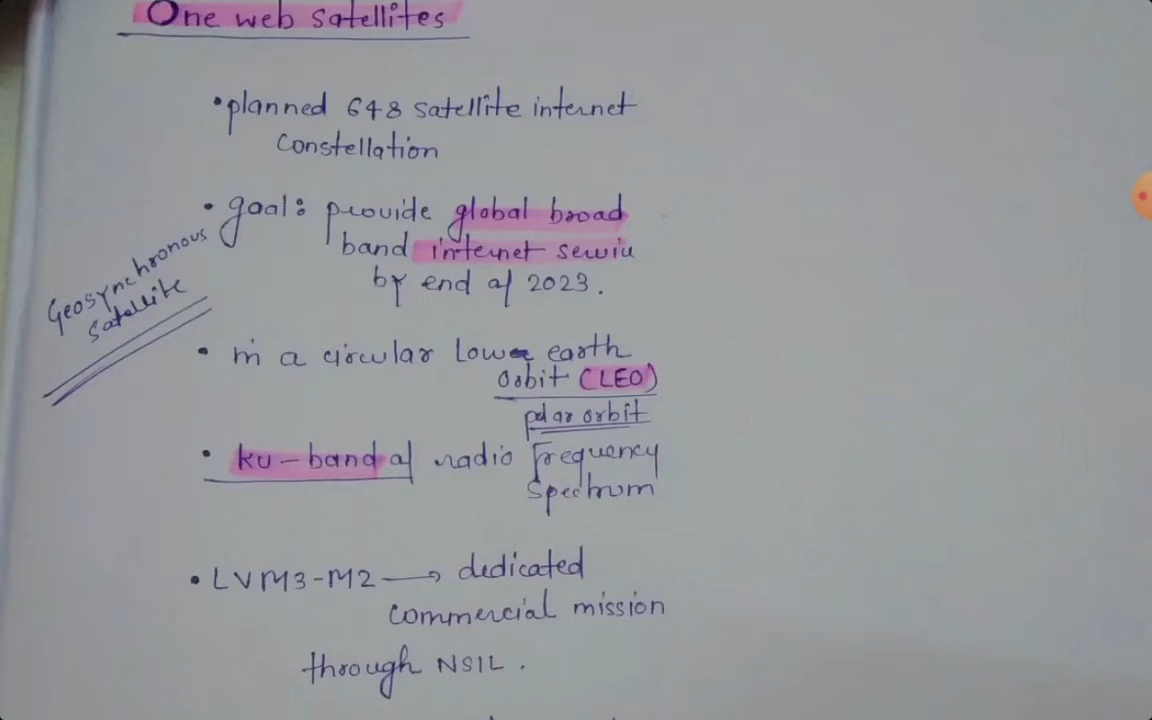 One web satellites
• planned 648 satellite internet
constellation
• goal: provide global broad
band internet service
by end of 2023.
Geosynchronous
satellite
• in a circular Low earth
orbit (LEO)
polar orbit
• ku-band of radio Frequency
Spectrum
• LVM3-M2 → dedicated
commercial mission
through NSIL.